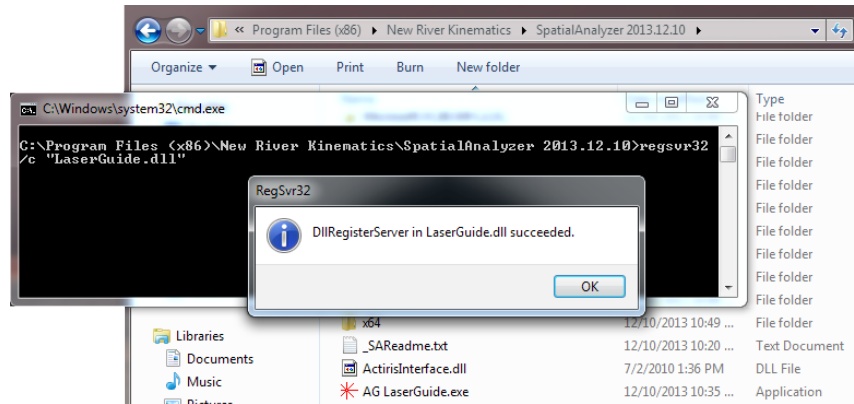 « Program Files (x86) ▸ New River Kinematics ▸ SpatialAnalyzer 2013.12.10 ▸
Organize ▾ Open Print Burn New folder
C:\Windows\system32\cmd.exe
Type
File folder
C:\Program Files (x86)\New River Kinematics\SpatialAnalyzer 2013.12.10>regsvr32
/c "LaserGuide.dll"
File folder
File folder
RegSvr32
File folder
File folder
DllRegisterServer in LaserGuide.dll succeeded.
File folder
File folder
File folder
OK
File folder
x64 12/10/2013 10:49 ... File folder
Libraries
_SAReadme.txt 12/10/2013 10:20 ... Text Document
Documents
ActirisInterface.dll 7/2/2010 1:36 PM DLL File
Music
AG LaserGuide.exe 12/10/2013 10:35 ... Application
Pictures